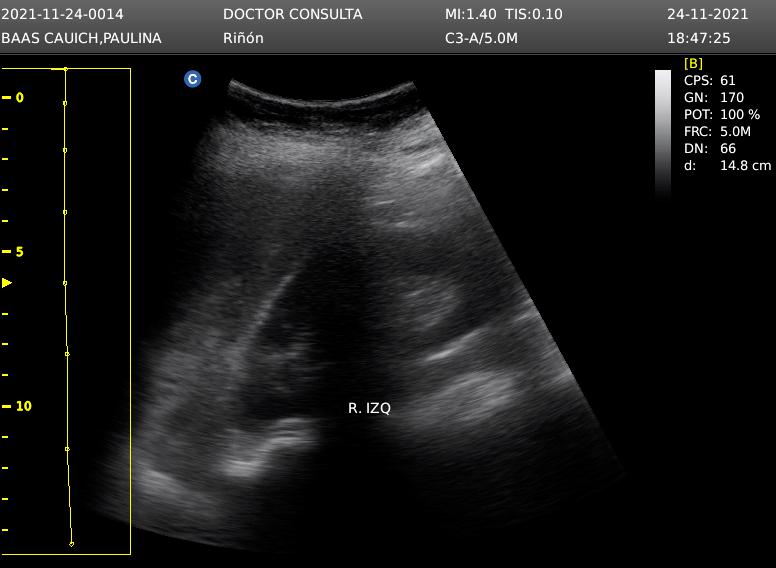 2021-11-24-0014 DOCTOR CONSULTA MI:1.40 TIS:0.10 24-11-2021
BAAS CAUICH,PAULINA Riñón C3-A/5.0M 18:47:25
[B]
C
CPS: 61
0
GN: 170
POT: 100 %
FRC: 5.0M
DN: 66
d: 14.8 cm
5
10
R. IZQ